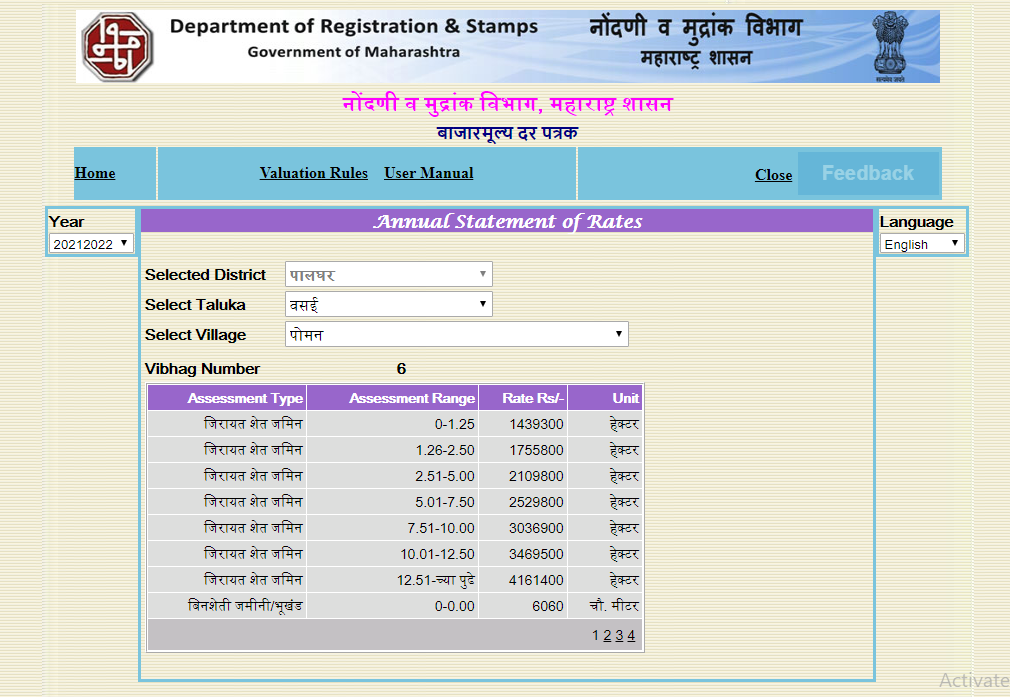 Department of Registration & Stamps
Government of Maharashtra
नोंदणी व मुद्रांक विभाग
महाराष्ट्र शासन
नोंदणी व मुद्रांक विभाग, महाराष्ट्र शासन
बाजारमूल्य दर पत्रक
Home Valuation Rules User Manual Close Feedback
Year
20212022
Annual Statement of Rates
Language
English
Selected District पालघर
Select Taluka वसई
Select Village पोमन
Vibhag Number 6
Assessment Type Assessment Range Rate Rs/- Unit
जिरायत शेत जमिन 0-1.25 1439300 हेक्टर
जिरायत शेत जमिन 1.26-2.50 1755800 हेक्टर
जिरायत शेत जमिन 2.51-5.00 2109800 हेक्टर
जिरायत शेत जमिन 5.01-7.50 2529800 हेक्टर
जिरायत शेत जमिन 7.51-10.00 3036900 हेक्टर
जिरायत शेत जमिन 10.01-12.50 3469500 हेक्टर
जिरायत शेत जमिन 12.51-च्या पुढे 4161400 हेक्टर
बिनशेती जमीनी/भूखंड 0-0.00 6060 चौ. मीटर
1 2 3 4
Activate